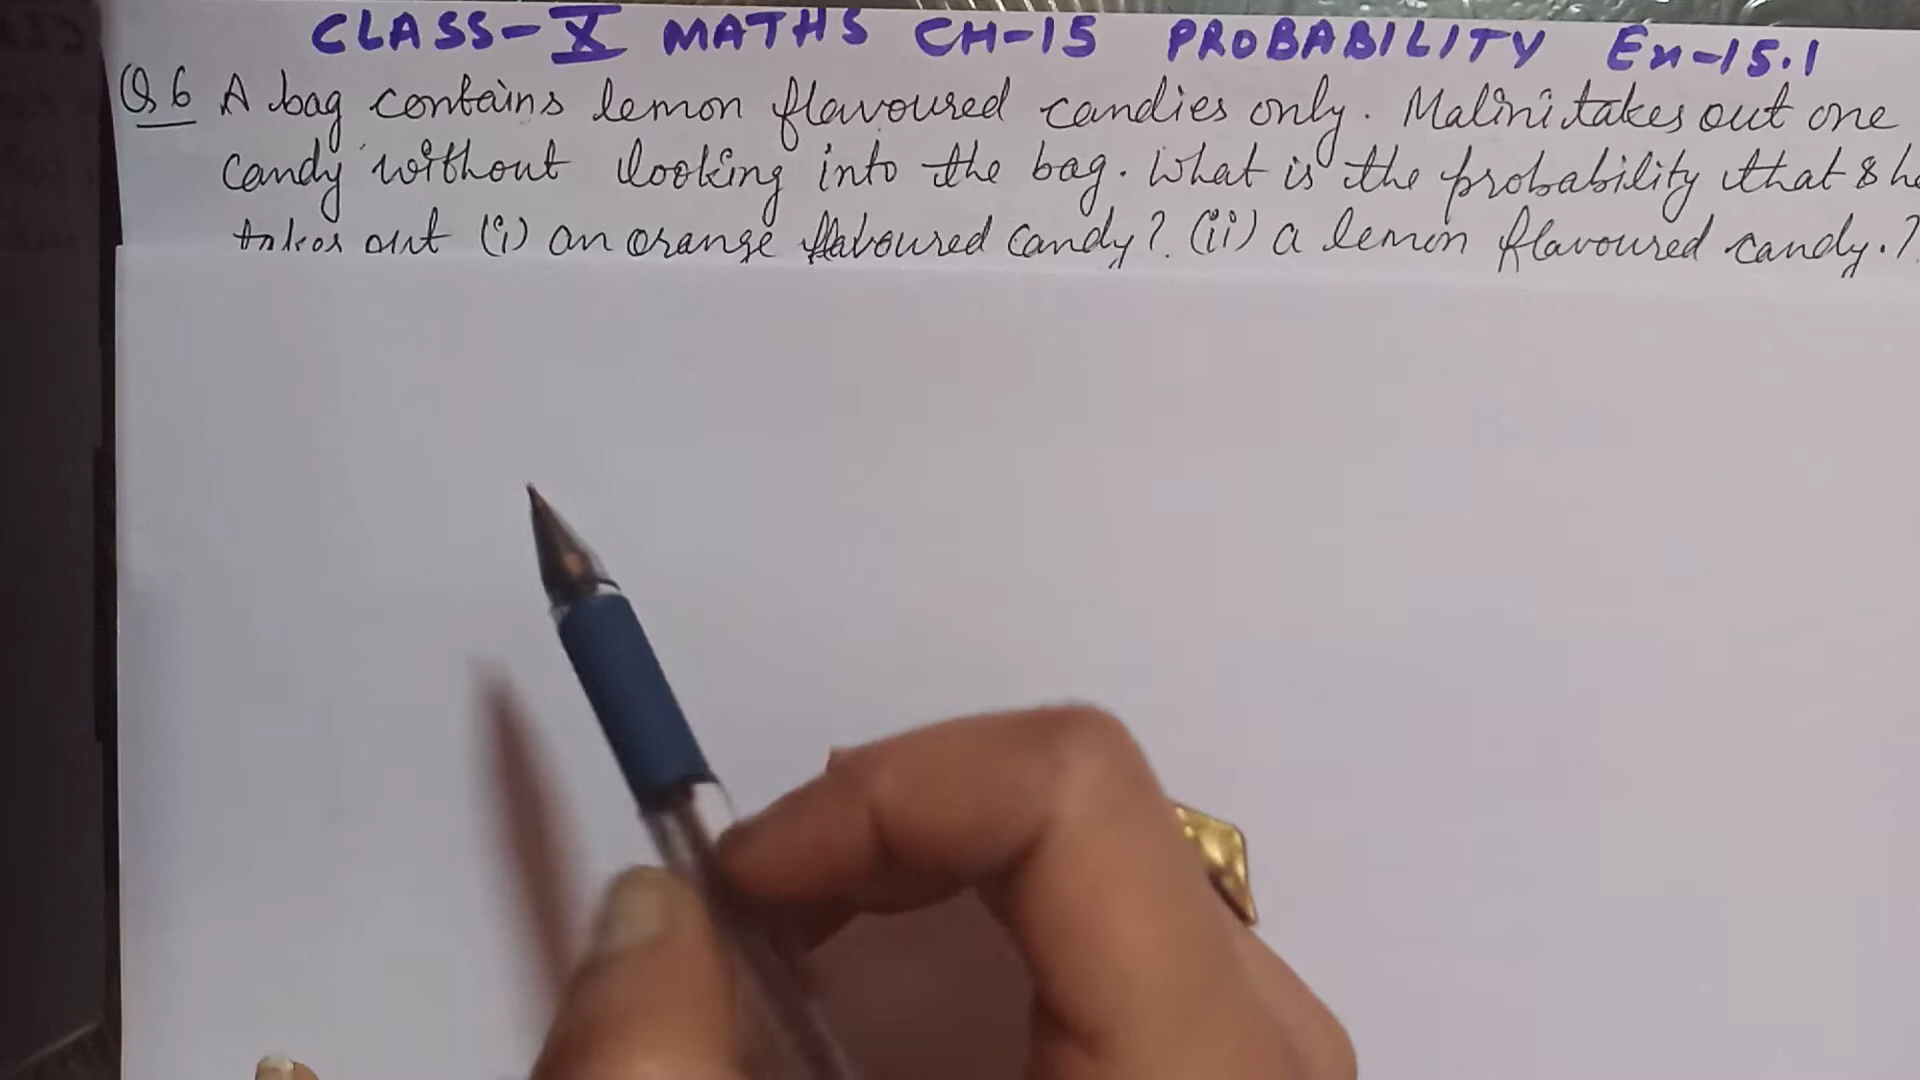 CLASS-X MATHS CH-15 PROBABILITY Ex-15.1
Q 6 A bag contains lemon flavoured candies only. Malini takes out one
candy without looking into the bag. What is the probability that she
takes out (i) an orange flavoured candy? (ii) a lemon flavoured candy.?